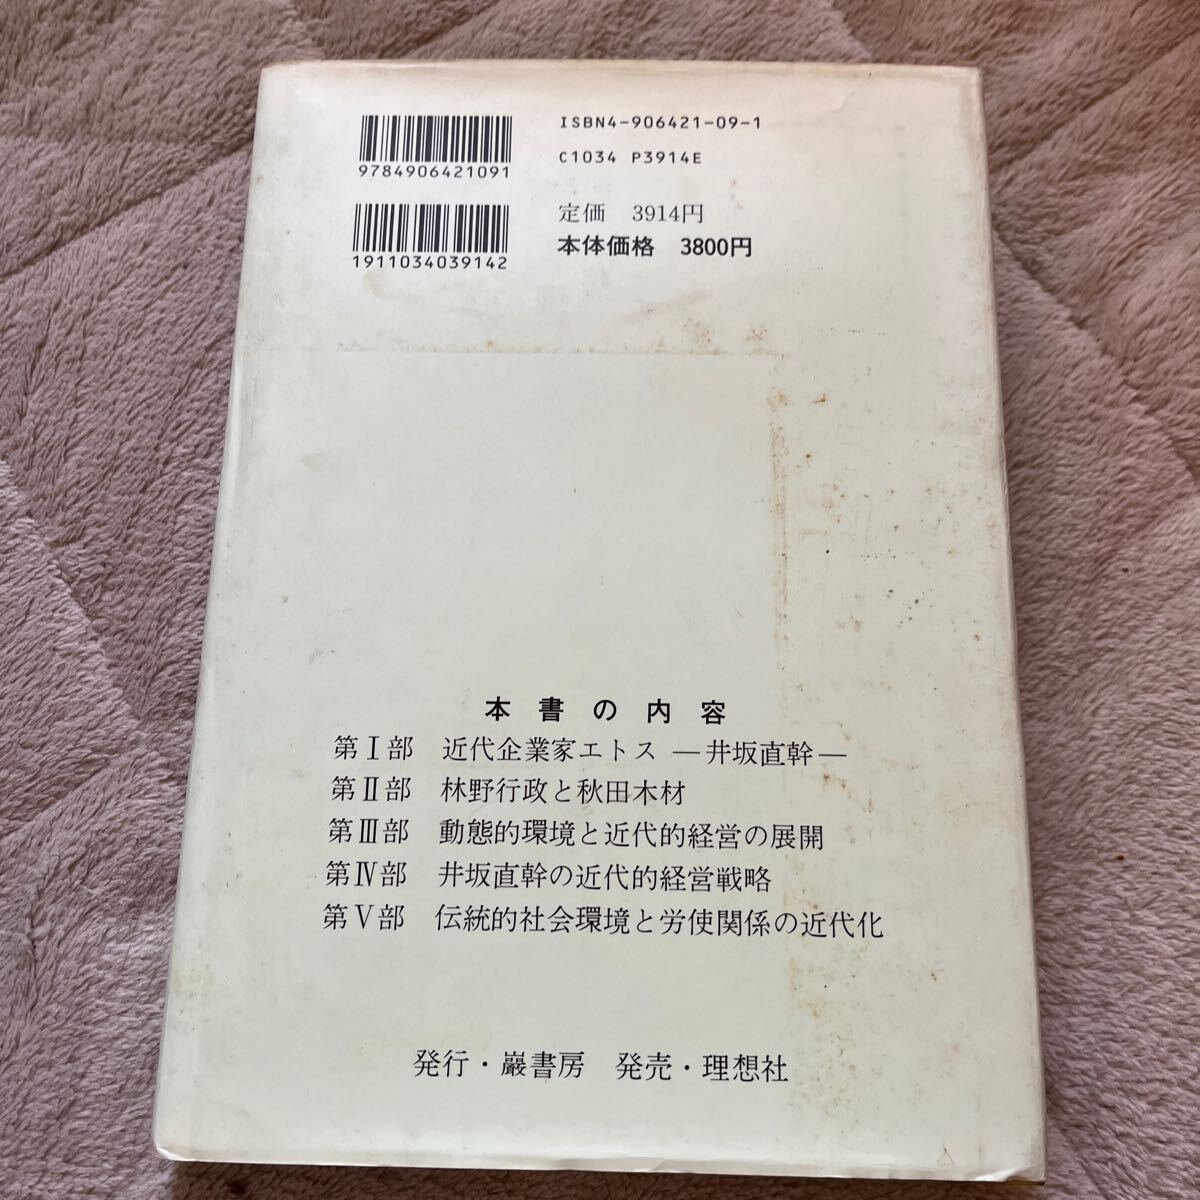 ISBN4-906421-09-1
9784906421091
C1034 P3914E
定価 3914円
本体価格 3800円
1911034039142
本書の内容
第Ⅰ部 近代企業家エトス ―井坂直幹―
第Ⅱ部 林野行政と秋田木材
第Ⅲ部 動態的環境と近代的経営の展開
第Ⅳ部 井坂直幹の近代的経営戦略
第Ⅴ部 伝統的社会環境と労使関係の近代化
発行・巌書房 発売・理想社